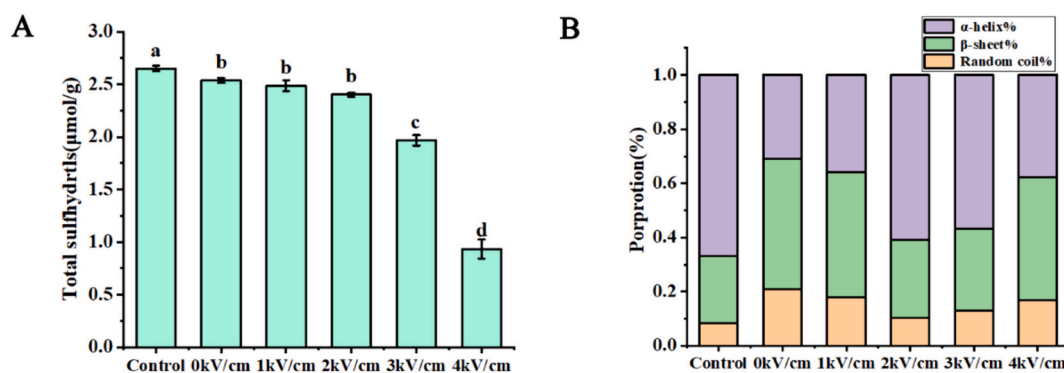 A
Total sulfhydrtls(μmol/g)
3.0
2.5
2.0
1.5
1.0
0.5
0.0
a
b
b
b
c
d
Control 0kV/cm 1kV/cm 2kV/cm 3kV/cm 4kV/cm
B
α-helix%
β-sheet%
Random coil%
Porprotion(%)
1.0
0.8
0.6
0.4
0.2
0.0
Control 0kV/cm 1kV/cm 2kV/cm 3kV/cm 4kV/cm